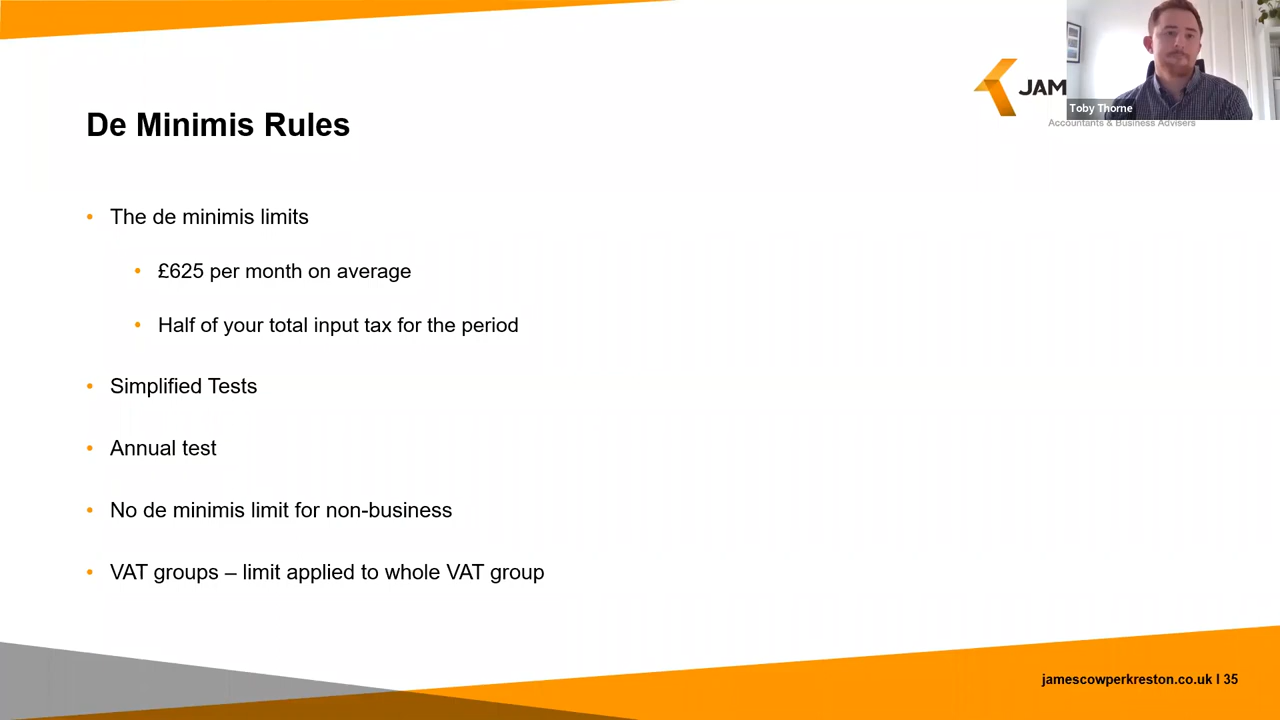 JAM
Toby Thorne
Accountants & Business Advisers
De Minimis Rules
• The de minimis limits
• £625 per month on average
• Half of your total input tax for the period
• Simplified Tests
• Annual test
• No de minimis limit for non-business
• VAT groups – limit applied to whole VAT group
jamescowperkreston.co.uk I 35